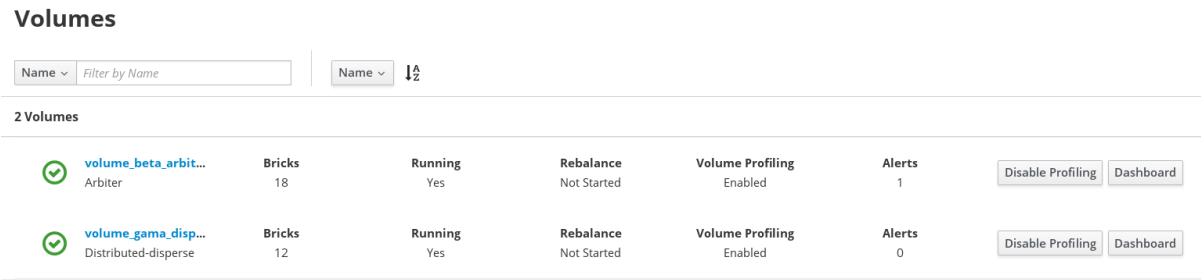 Volumes
Name Filter by Name Name
2 Volumes
volume_beta_arbit... Bricks Running Rebalance Volume Profiling Alerts
Arbiter 18 Yes Not Started Enabled 1 Disable Profiling Dashboard
volume_gama_disp... Bricks Running Rebalance Volume Profiling Alerts
Distributed-disperse 12 Yes Not Started Enabled 0 Disable Profiling Dashboard